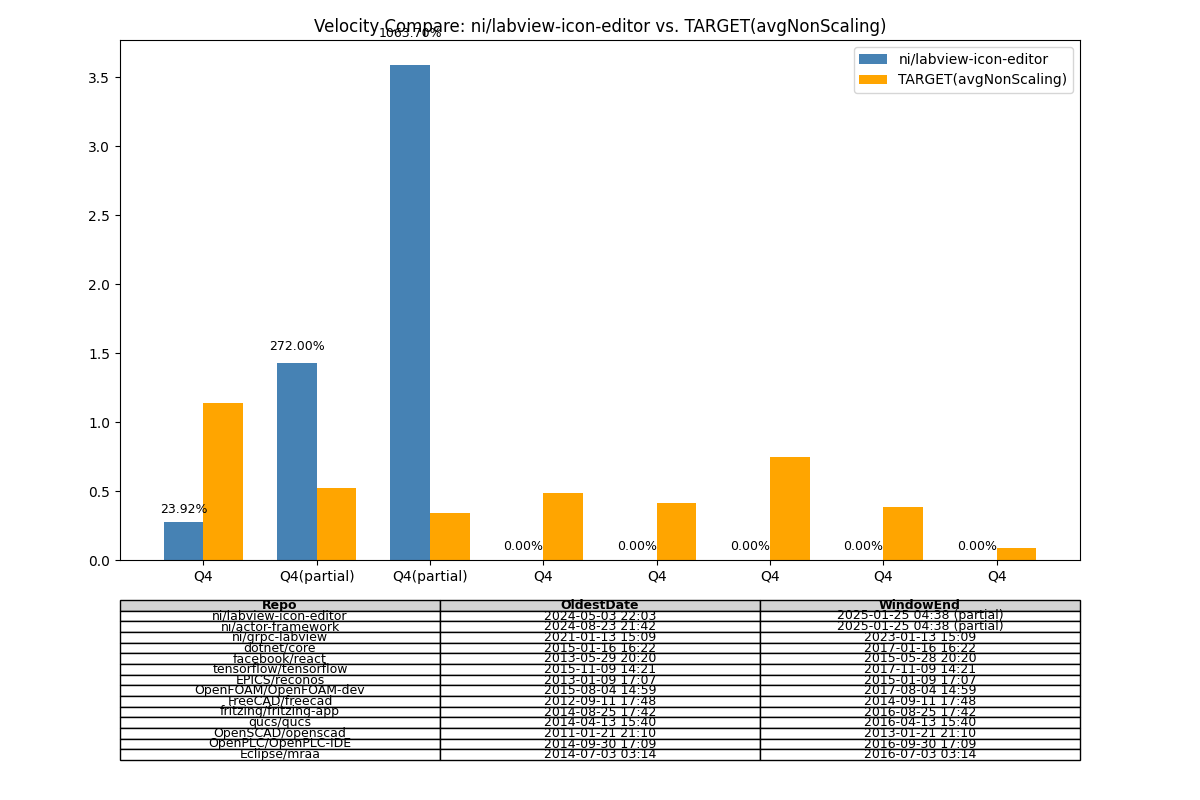 Velocity Compare: ni/labview-icon-editor vs. TARGET(avgNonScaling)
1063.70%
ni/labview-icon-editor
TARGET(avgNonScaling)
3.5
3.0
2.5
2.0
1.5
1.0
0.5
0.0
272.00%
23.92%
0.00% 0.00% 0.00% 0.00% 0.00%
Q4 Q4(partial) Q4(partial) Q4 Q4 Q4 Q4 Q4
Repo OldestDate WindowEnd
ni/labview-icon-editor 2024-05-03 22:03 2025-01-25 04:38 (partial)
ni/actor-framework 2024-08-23 21:42 2025-01-25 04:38 (partial)
ni/grpc-labview 2021-01-13 15:09 2023-01-13 15:09
dotnet/core 2015-01-16 16:22 2017-01-16 16:22
facebook/react 2013-05-29 20:20 2015-05-28 20:20
tensorflow/tensorflow 2015-11-09 14:21 2017-11-09 14:21
EPICS/reconos 2013-01-09 17:07 2015-01-09 17:07
OpenFOAM/OpenFOAM-dev 2015-08-04 14:59 2017-08-04 14:59
FreeCAD/freecad 2012-09-11 17:48 2014-09-11 17:48
fritzing/fritzing-app 2014-08-25 17:42 2016-08-25 17:42
qucs/qucs 2014-04-13 15:40 2016-04-13 15:40
OpenSCAD/openscad 2011-01-21 21:10 2013-01-21 21:10
OpenPLC/OpenPLC-IDE 2014-09-30 17:09 2016-09-30 17:09
Eclipse/mraa 2014-07-03 03:14 2016-07-03 03:14